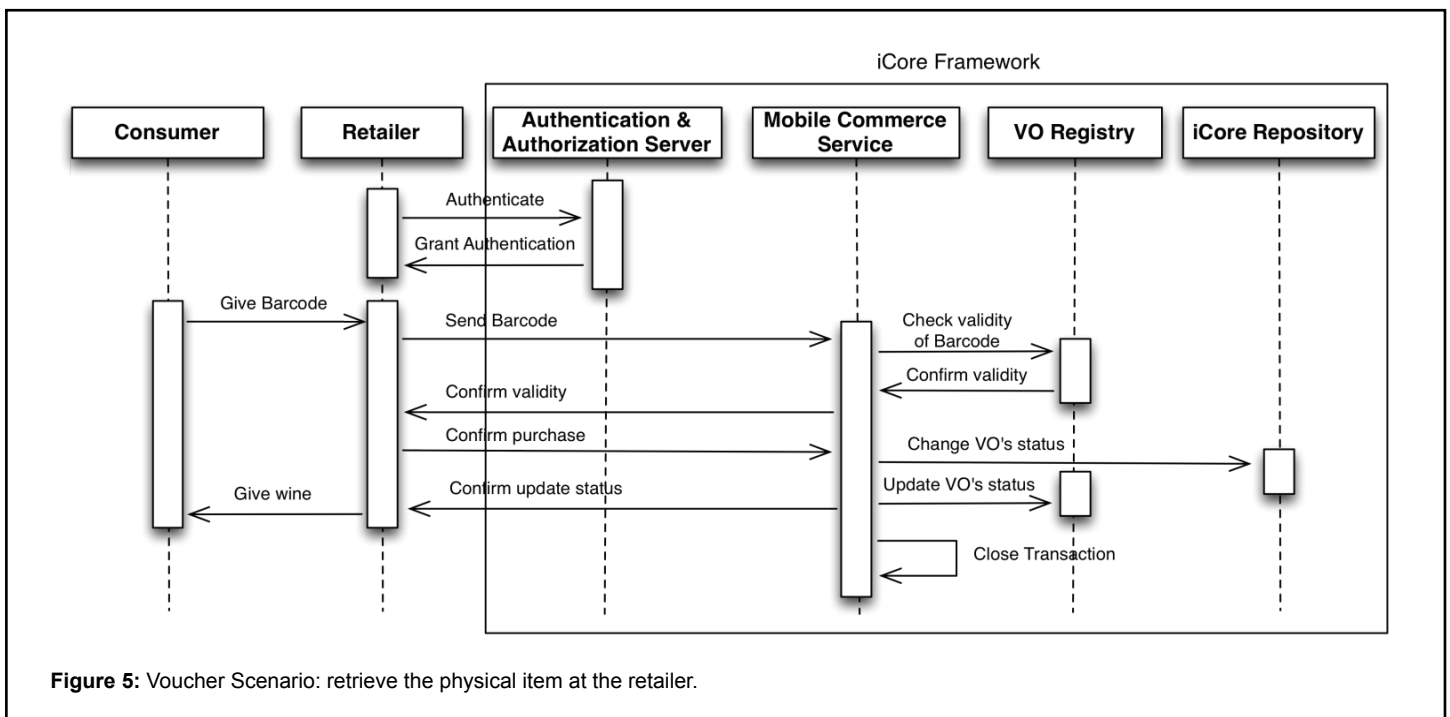 iCore Framework
Consumer
Retailer
Authentication &
Authorization Server
Mobile Commerce
Service
VO Registry
iCore Repository
Authenticate
Grant Authentication
Give Barcode
Send Barcode
Check validity
of Barcode
Confirm validity
Confirm validity
Confirm purchase
Change VO's status
Give wine
Confirm update status
Update VO's status
Close Transaction
Figure 5: Voucher Scenario: retrieve the physical item at the retailer.